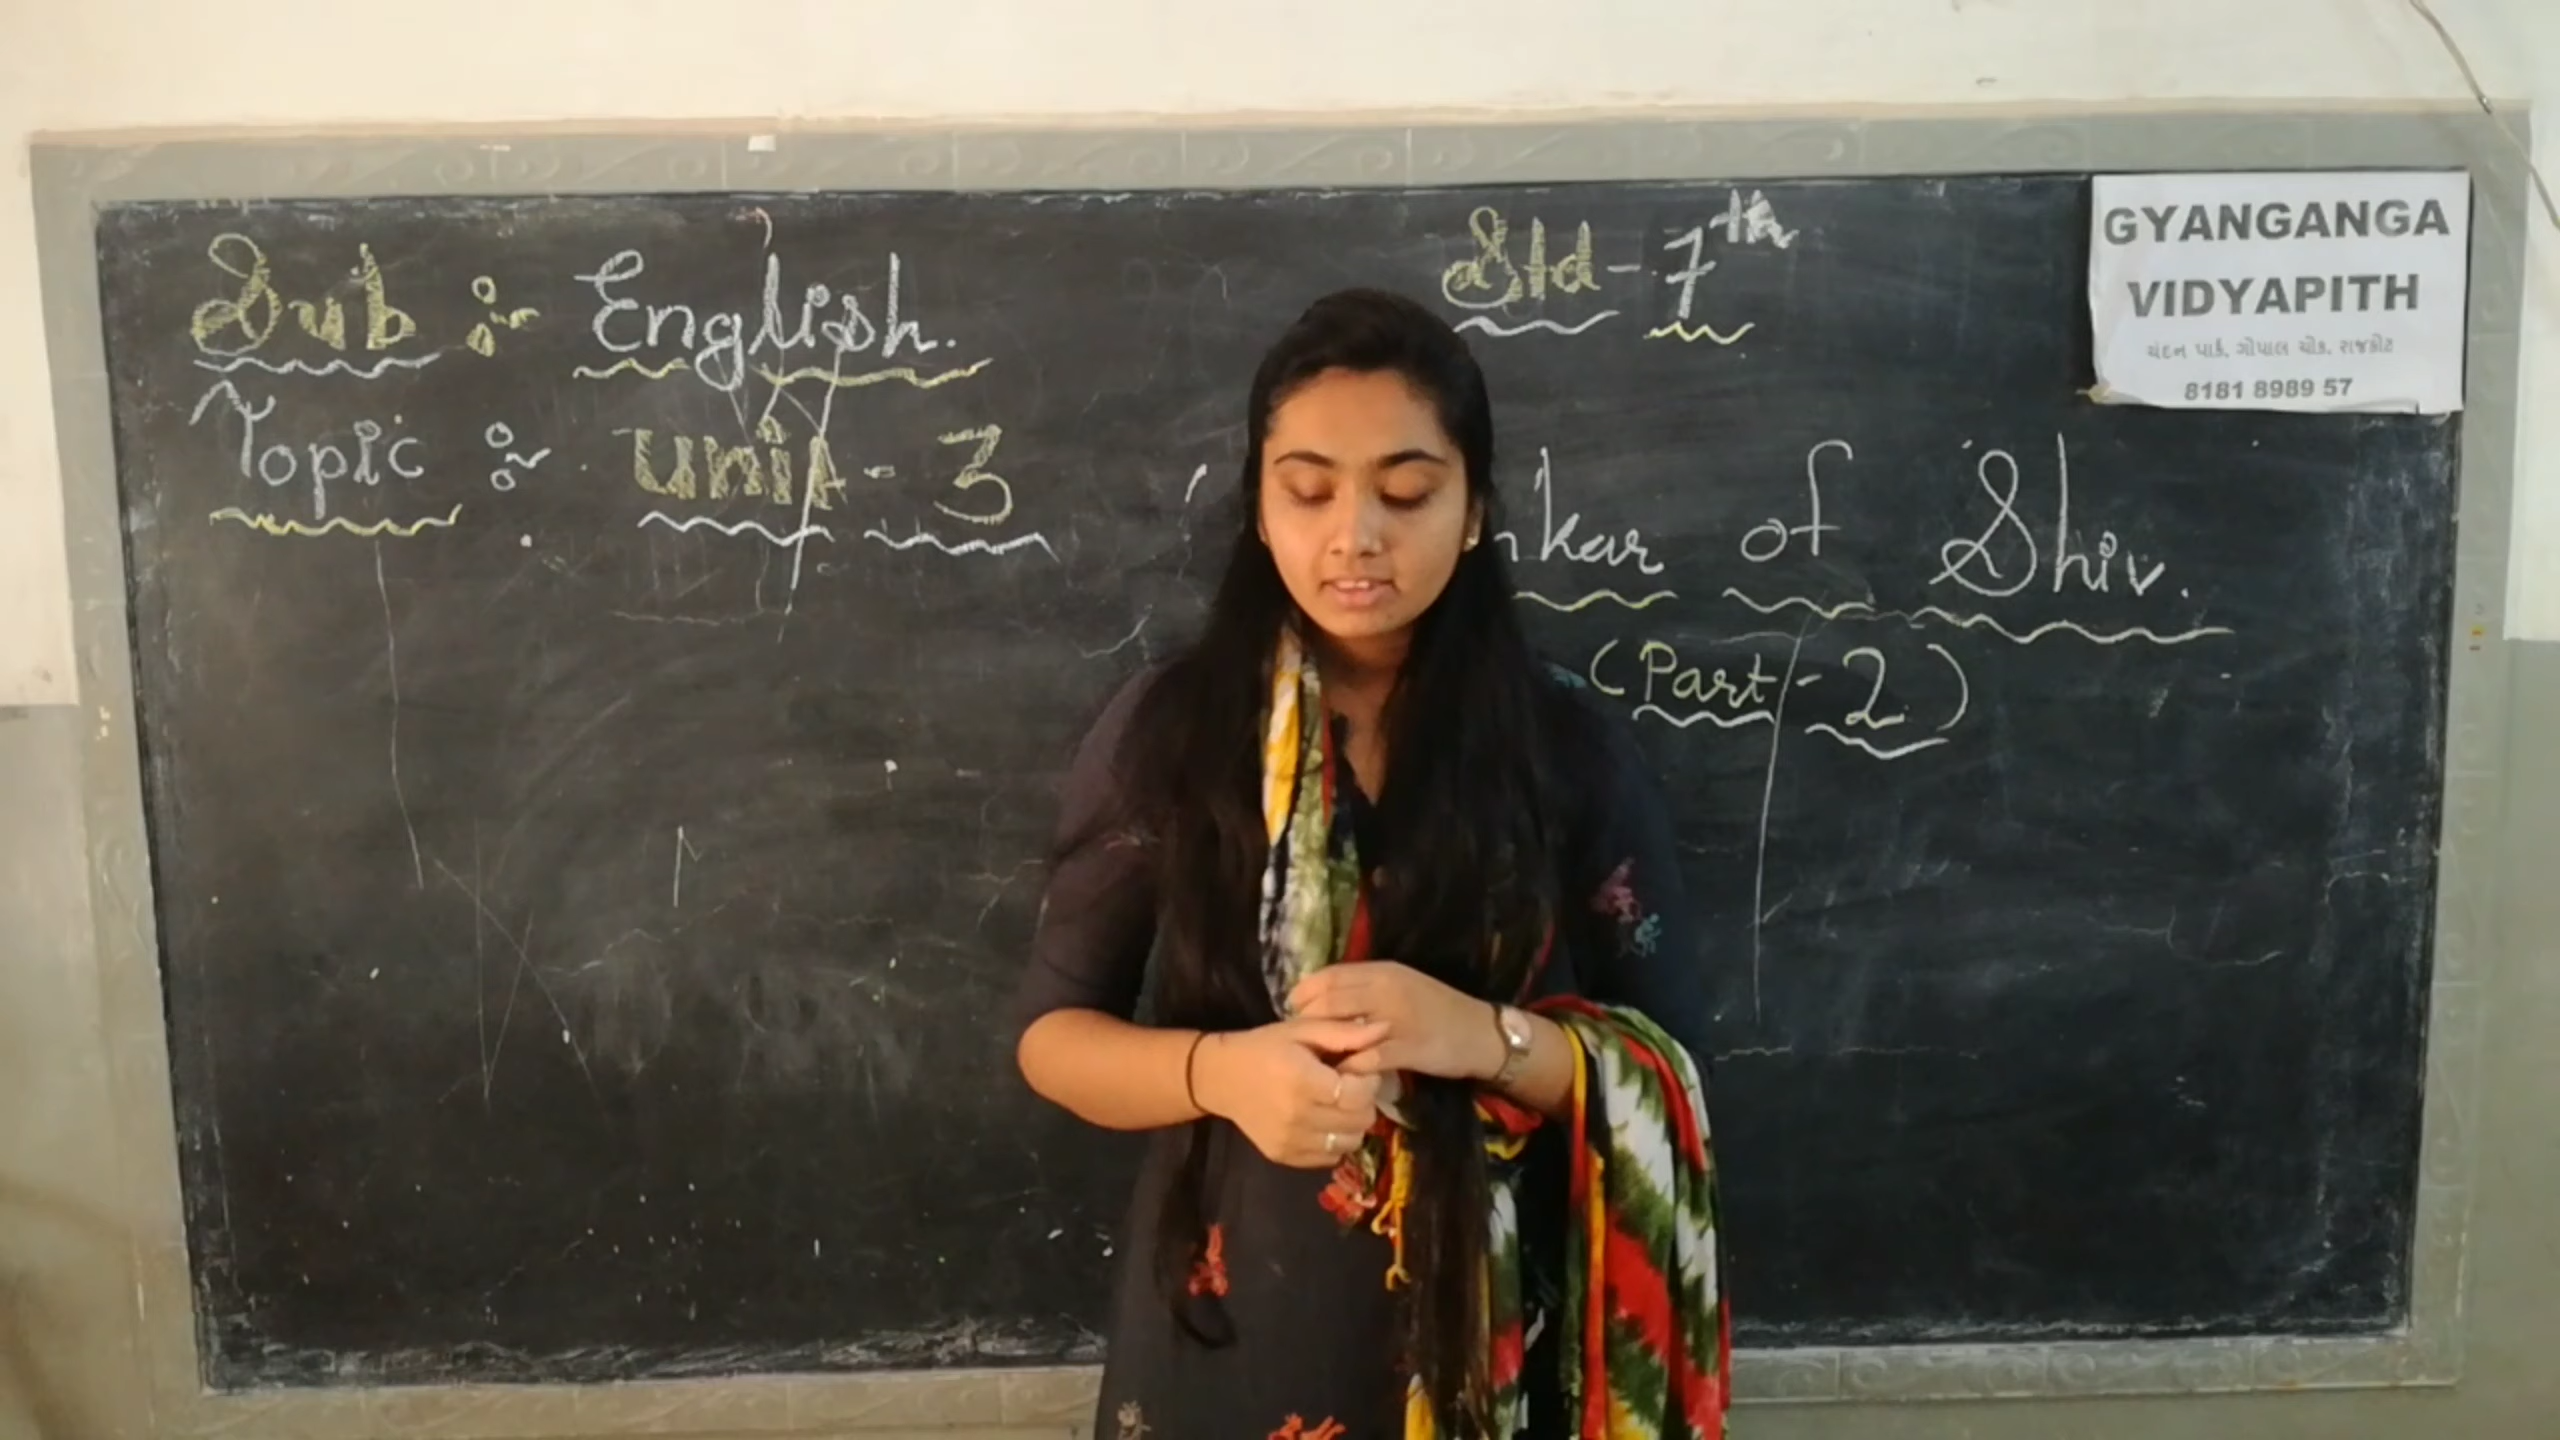 Sub :- English.
Std - 7th
GYANGANGA
VIDYAPITH
ચંદન પાર્ક, ગોપાલ ચોક, રાજકોટ
8181 8989 57
Topic :- unit - 3
of Shiv.
(Part - 2)